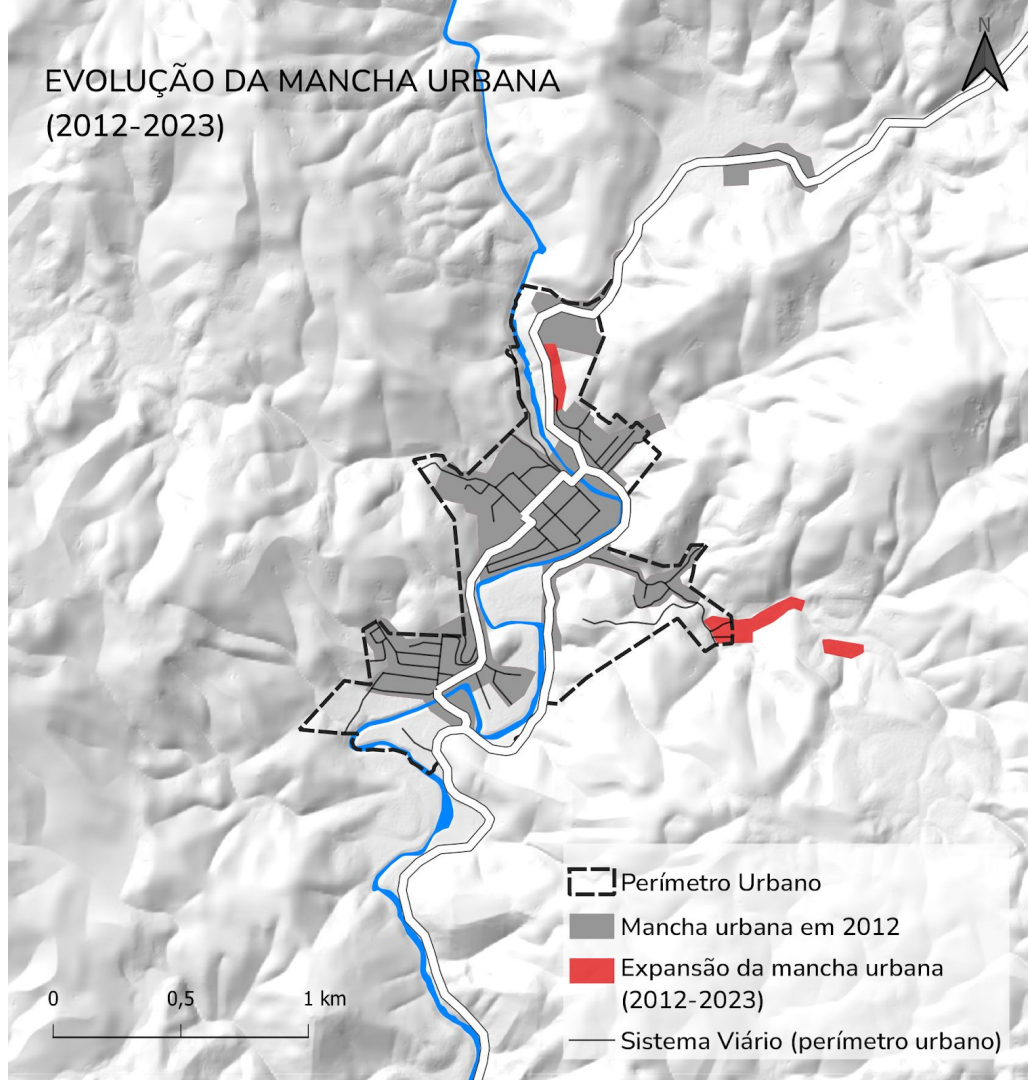 N
EVOLUÇÃO DA MANCHA URBANA
(2012-2023)
Perímetro Urbano
Mancha urbana em 2012
Expansão da mancha urbana
(2012-2023)
Sistema Viário (perímetro urbano)
0 0,5 1 km